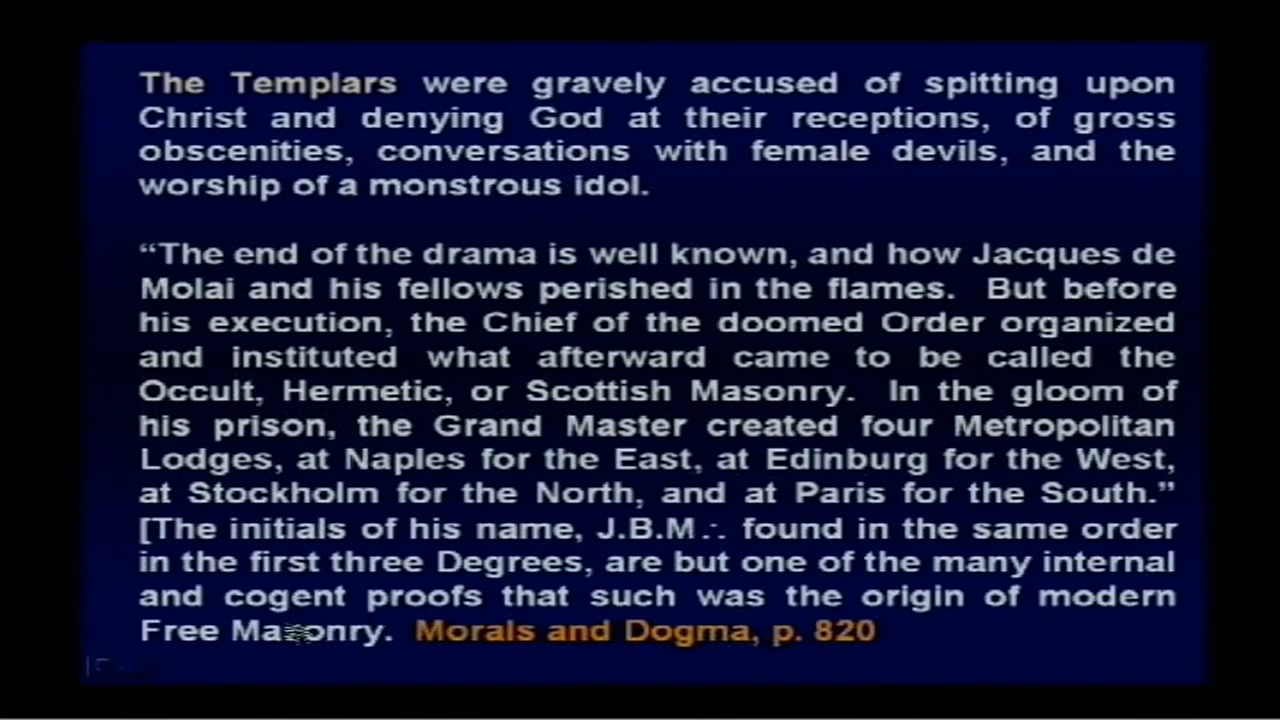 The Templars were gravely accused of spitting upon
Christ and denying God at their receptions, of gross
obscenities, conversations with female devils, and the
worship of a monstrous idol.
“The end of the drama is well known, and how Jacques de
Molai and his fellows perished in the flames. But before
his execution, the Chief of the doomed Order organized
and instituted what afterward came to be called the
Occult, Hermetic, or Scottish Masonry. In the gloom of
his prison, the Grand Master created four Metropolitan
Lodges, at Naples for the East, at Edinburg for the West,
at Stockholm for the North, and at Paris for the South.”
[The initials of his name, J.B.M∴. found in the same order
in the first three Degrees, are but one of the many internal
and cogent proofs that such was the origin of modern
Free Masonry. Morals and Dogma, p. 820